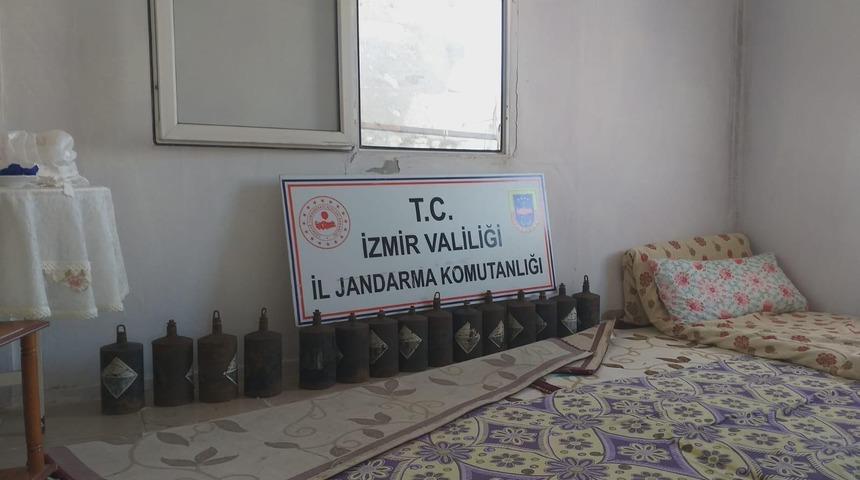 T.C.
İZMİR VALİLİĞİ
İL JANDARMA KOMUTANLIĞI